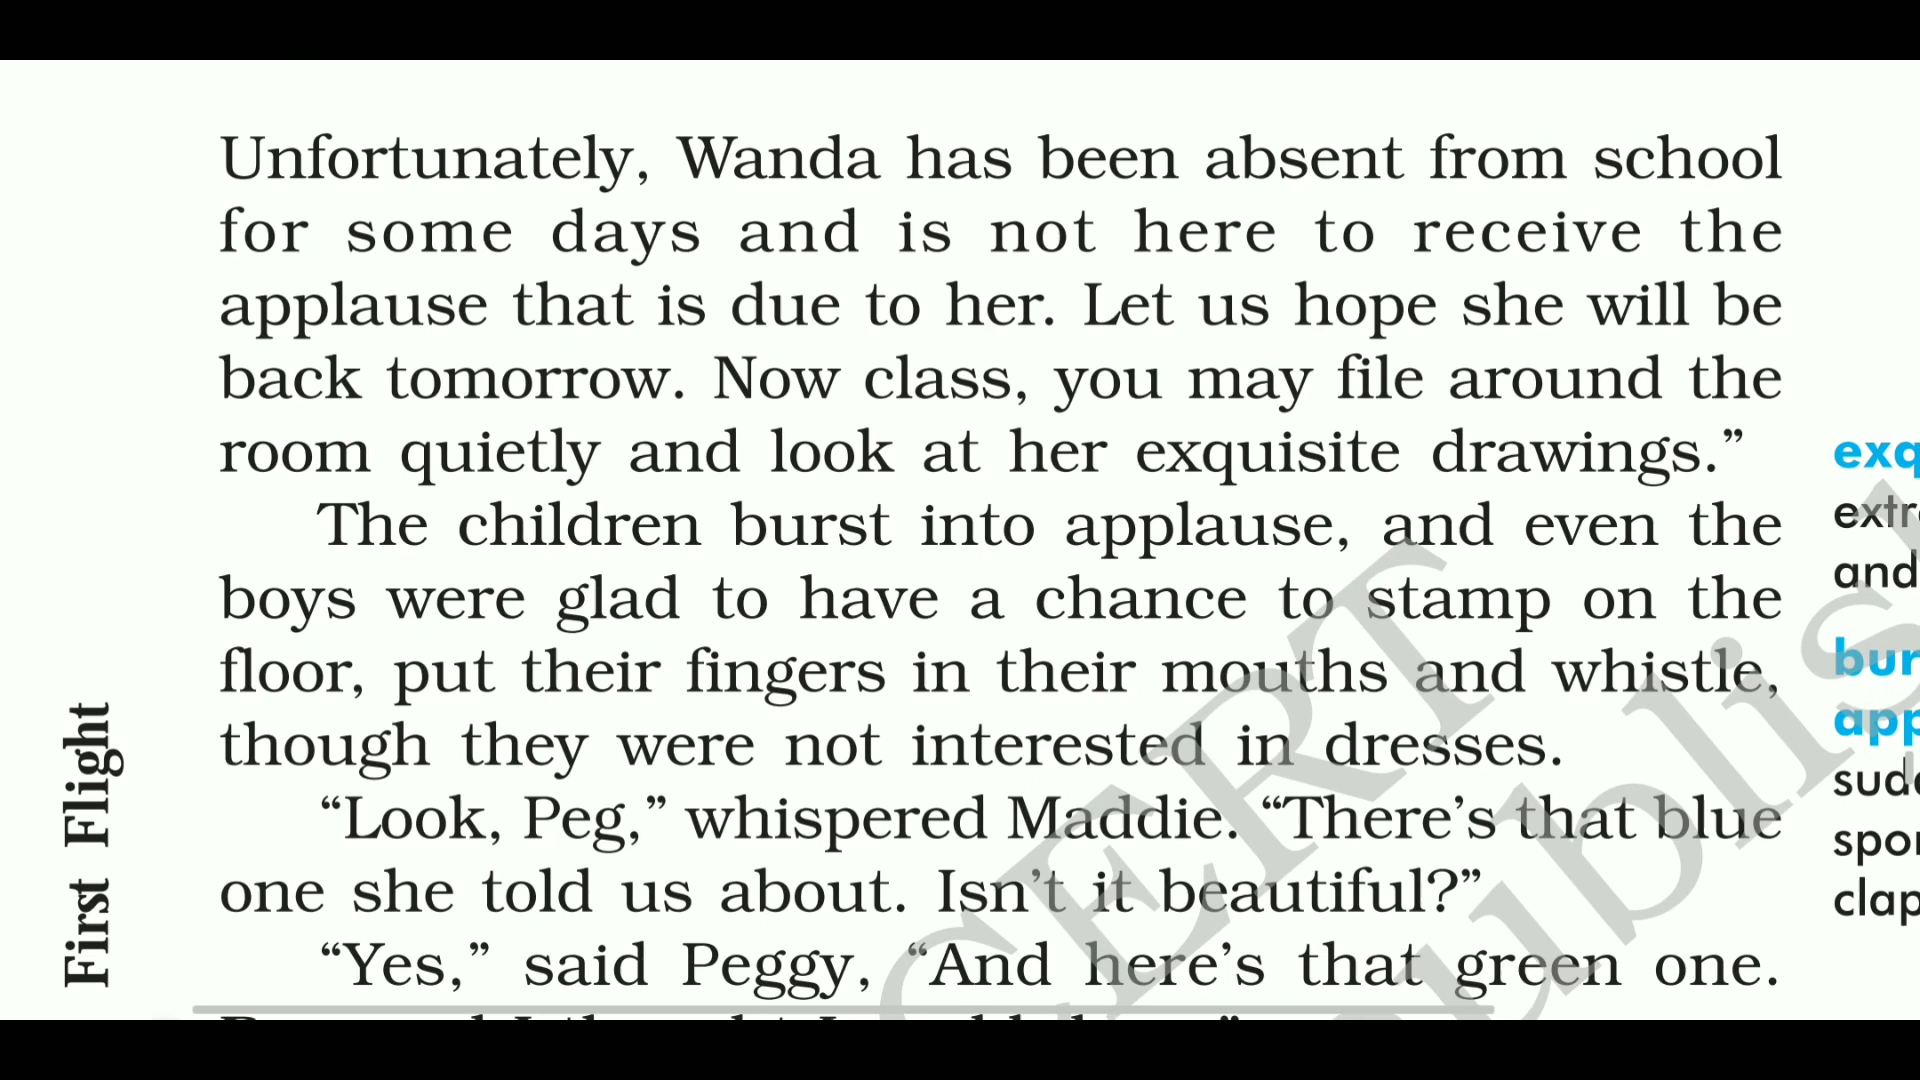 Unfortunately, Wanda has been absent from school
for some days and is not here to receive the
applause that is due to her. Let us hope she will be
back tomorrow. Now class, you may file around the
room quietly and look at her exquisite drawings.”
The children burst into applause, and even the
boys were glad to have a chance to stamp on the
floor, put their fingers in their mouths and whistle,
though they were not interested in dresses.
“Look, Peg,” whispered Maddie. “There’s that blue
one she told us about. Isn’t it beautiful?”
“Yes,” said Peggy, “And here’s that green one.
First Flight
and